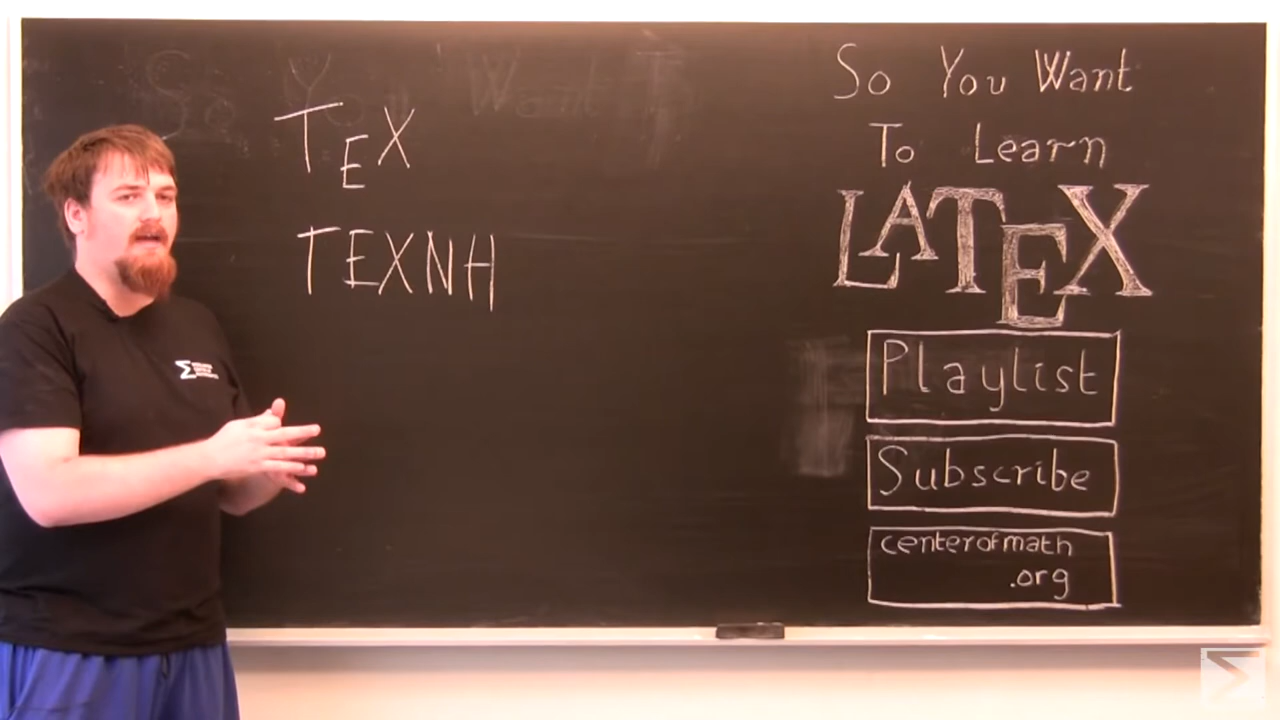 TEX
TEXNH
So You Want
To Learn
LATEX
Playlist
Subscribe
centerofmath
.org
Σ